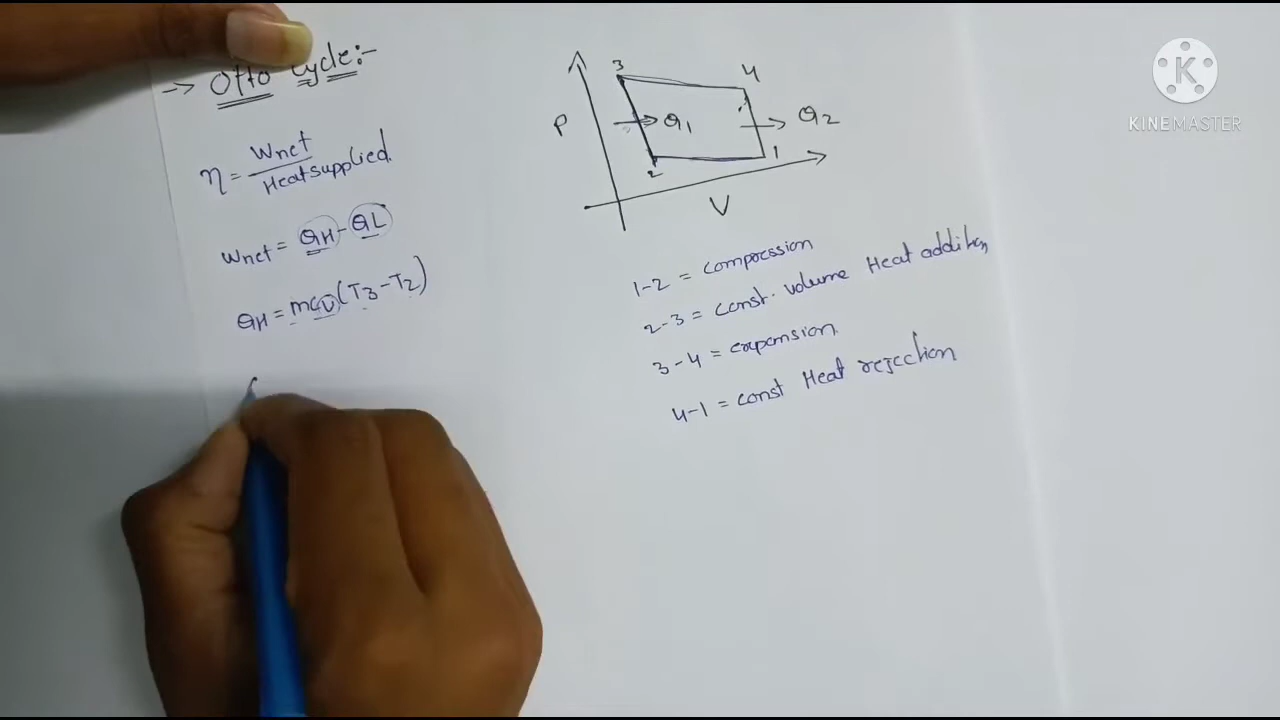 -> Otto Cycle:-
η = Wnet / Heat supplied.
Wnet = QH - QL
QH = mcv(T3 - T2)
3
4
P
Q1
Q2
2
1
V
1-2 = compression
2-3 = const. volume Heat addition
3-4 = expansion.
4-1 = const Heat rejection
K
KINEMASTER